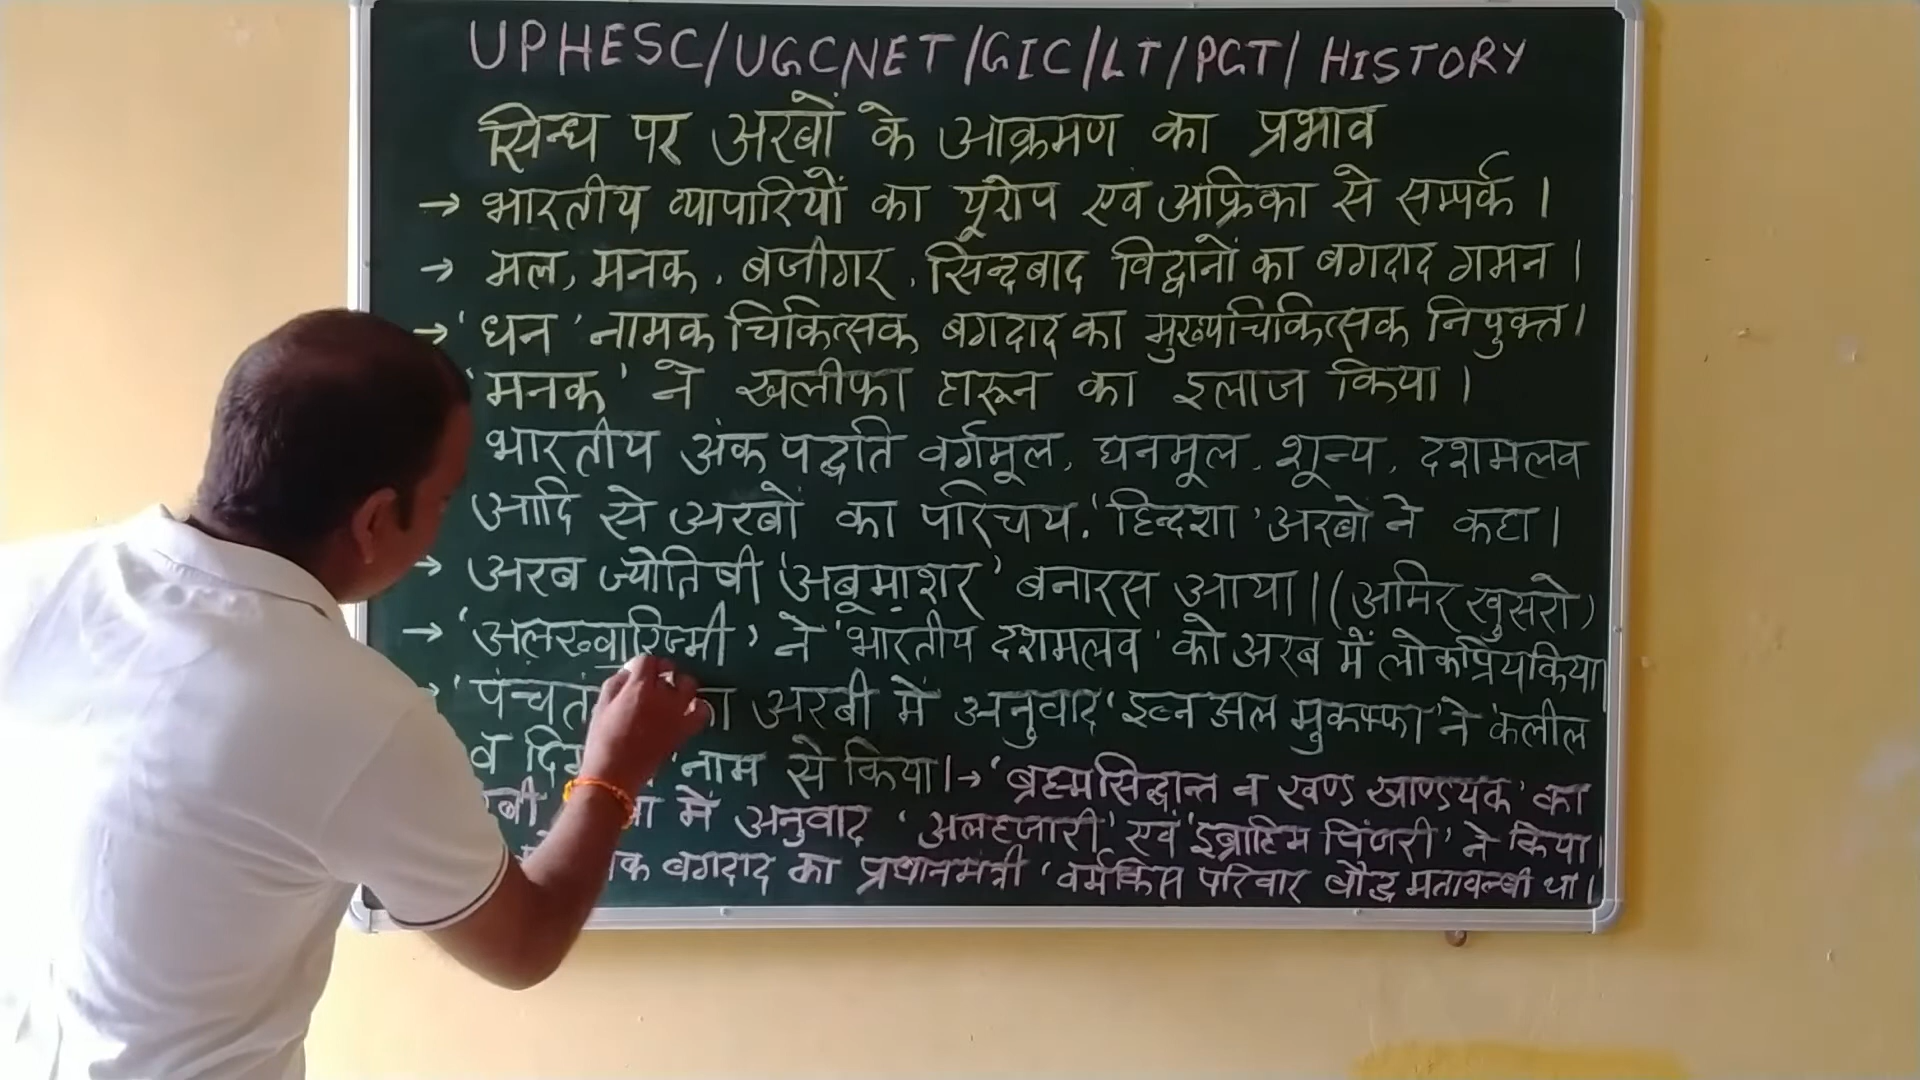 UPHESC/UGCNET/GIC/LT/PGT/ HISTORY
सिन्ध पर अरबों के आक्रमण का प्रभाव
→ भारतीय व्यापारियों का यूरोप एवं अफ्रिका से सम्पर्क।
→ मल, मनक, बजीगर, सिन्दबाद विद्वानों का बगदाद गमन।
→ 'धन' नामक चिकित्सक बगदाद का मुख्यचिकित्सक नियुक्त।
'मनक' ने खलीफा हारून का इलाज किया।
भारतीय अंक पद्धति वर्गमूल, घनमूल, शून्य, दशमलव
आदि से अरबों का परिचय. 'हिन्दशा' अरबों ने कहा।
→ अरब ज्योतिषी 'अबूमाशर' बनारस आया। (अमिर खुसरो)
→ 'अलख्वारिज्मी' ने 'भारतीय दशमलव' को अरब में लोकप्रियकिया
→ 'पंचतं अरबी में अनुवाद 'इब्न अल मुकफ्फा' ने 'कलील
व नाम से किया। → 'ब्रह्मसिद्धान्त व खण्ड खाण्डयक' का
में अनुवाद 'अलहजारी' एवं 'इब्राहिम पिंजरी' ने किया।
बगदाद का प्रधानमंत्री 'वर्मकिस परिवार बौद्ध मतावल्बी था।